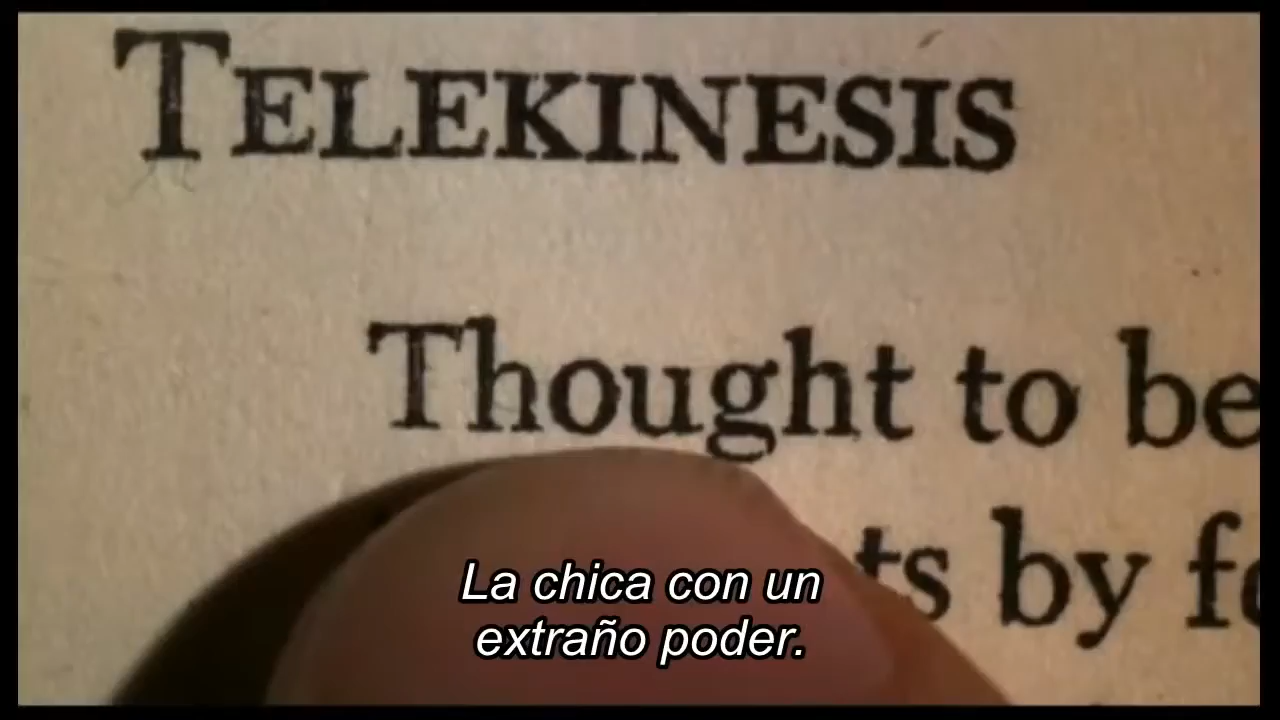 TELEKINESIS
Thought to be
ts by
La chica con un
extraño poder.